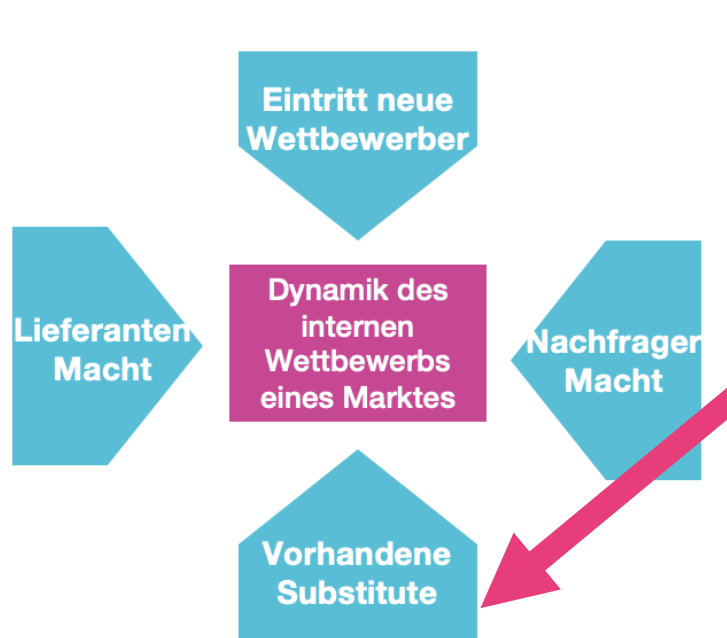 Eintritt neue
Wettbewerber
Lieferanten
Macht
Dynamik des
internen
Wettbewerbs
eines Marktes
Nachfrager
Macht
Vorhandene
Substitute